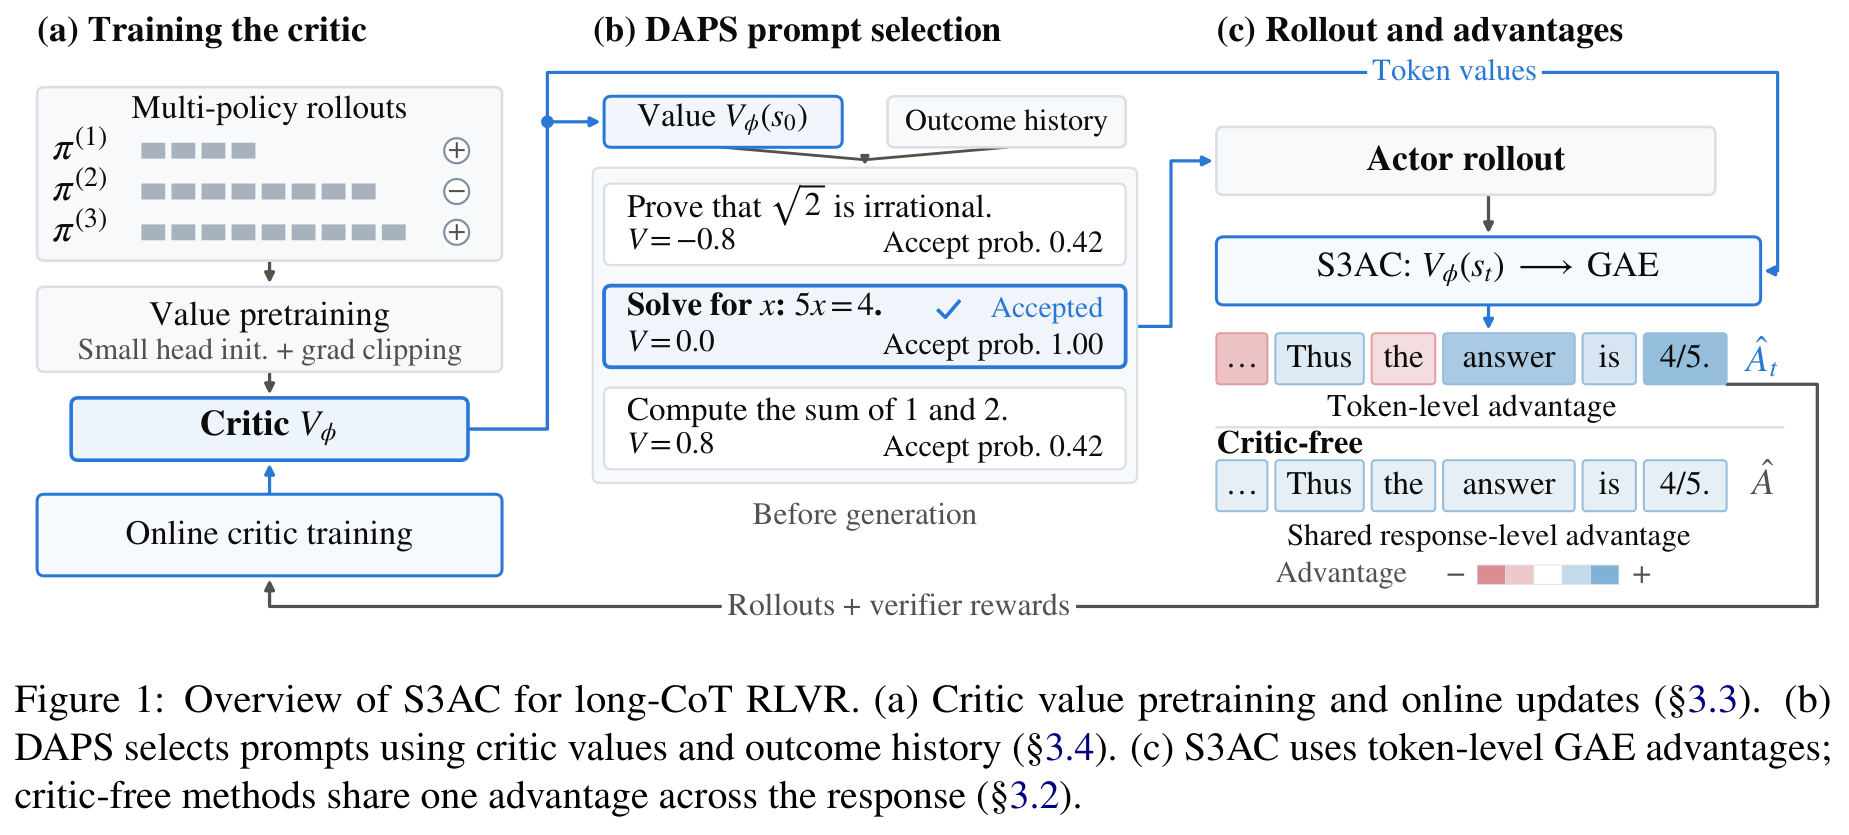 (a) Training the critic
Multi-policy rollouts
π(1) +
π(2) −
π(3) +
Value pretraining
Small head init. + grad clipping
Critic Vϕ
Online critic training
(b) DAPS prompt selection
Value Vϕ(s0)
Outcome history
Prove that √2 is irrational.
V=−0.8 Accept prob. 0.42
Solve for x: 5x=4. ✓ Accepted
V=0.0 Accept prob. 1.00
Compute the sum of 1 and 2.
V=0.8 Accept prob. 0.42
Before generation
(c) Rollout and advantages
Token values
Actor rollout
S3AC: Vϕ(st) ⟶ GAE
... Thus the answer is 4/5. Ât
Token-level advantage
Critic-free
... Thus the answer is 4/5. Â
Shared response-level advantage
Advantage − +
Rollouts + verifier rewards
Figure 1: Overview of S3AC for long-CoT RLVR. (a) Critic value pretraining and online updates (§3.3). (b)
DAPS selects prompts using critic values and outcome history (§3.4). (c) S3AC uses token-level GAE advantages;
critic-free methods share one advantage across the response (§3.2).